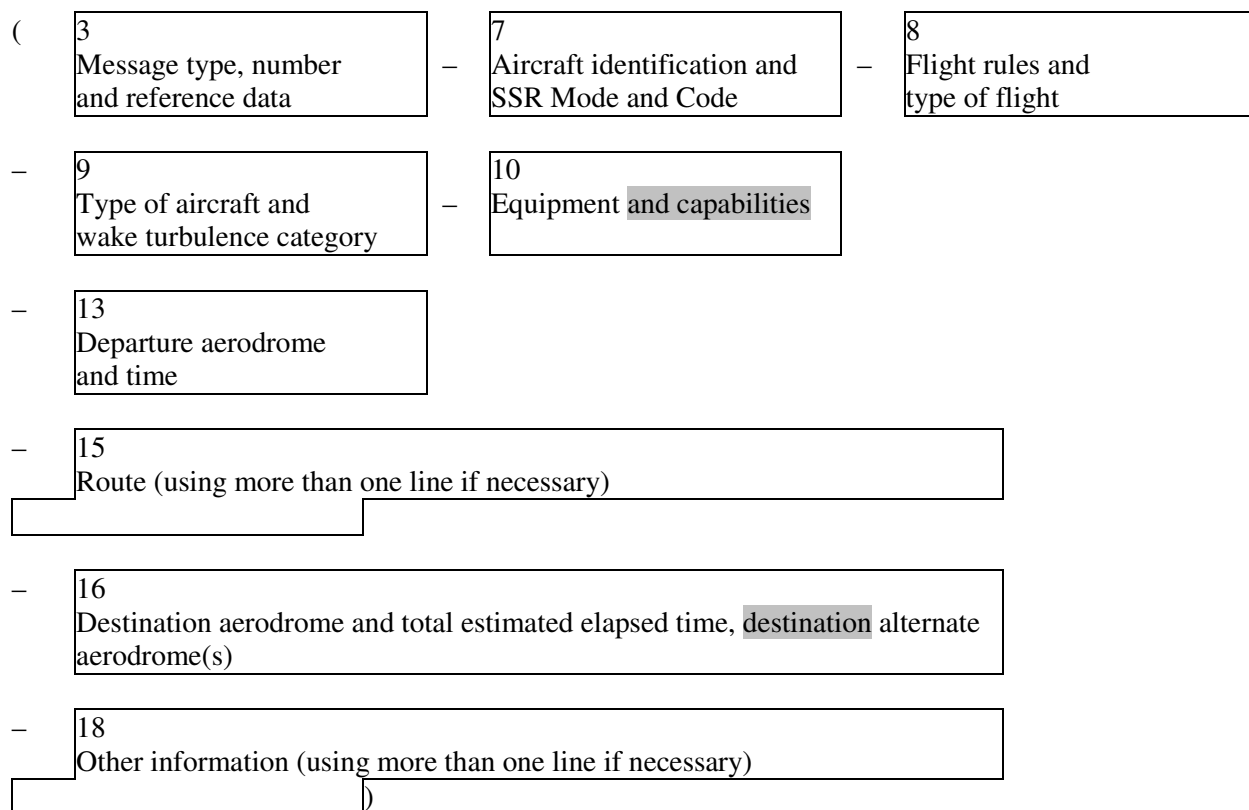 ( 3 7 8
Message type, number – Aircraft identification and – Flight rules and
and reference data SSR Mode and Code type of flight
– 9 10
Type of aircraft and – Equipment and capabilities
wake turbulence category
– 13
Departure aerodrome
and time
– 15
Route (using more than one line if necessary)
– 16
Destination aerodrome and total estimated elapsed time, destination alternate
aerodrome(s)
– 18
Other information (using more than one line if necessary)
)